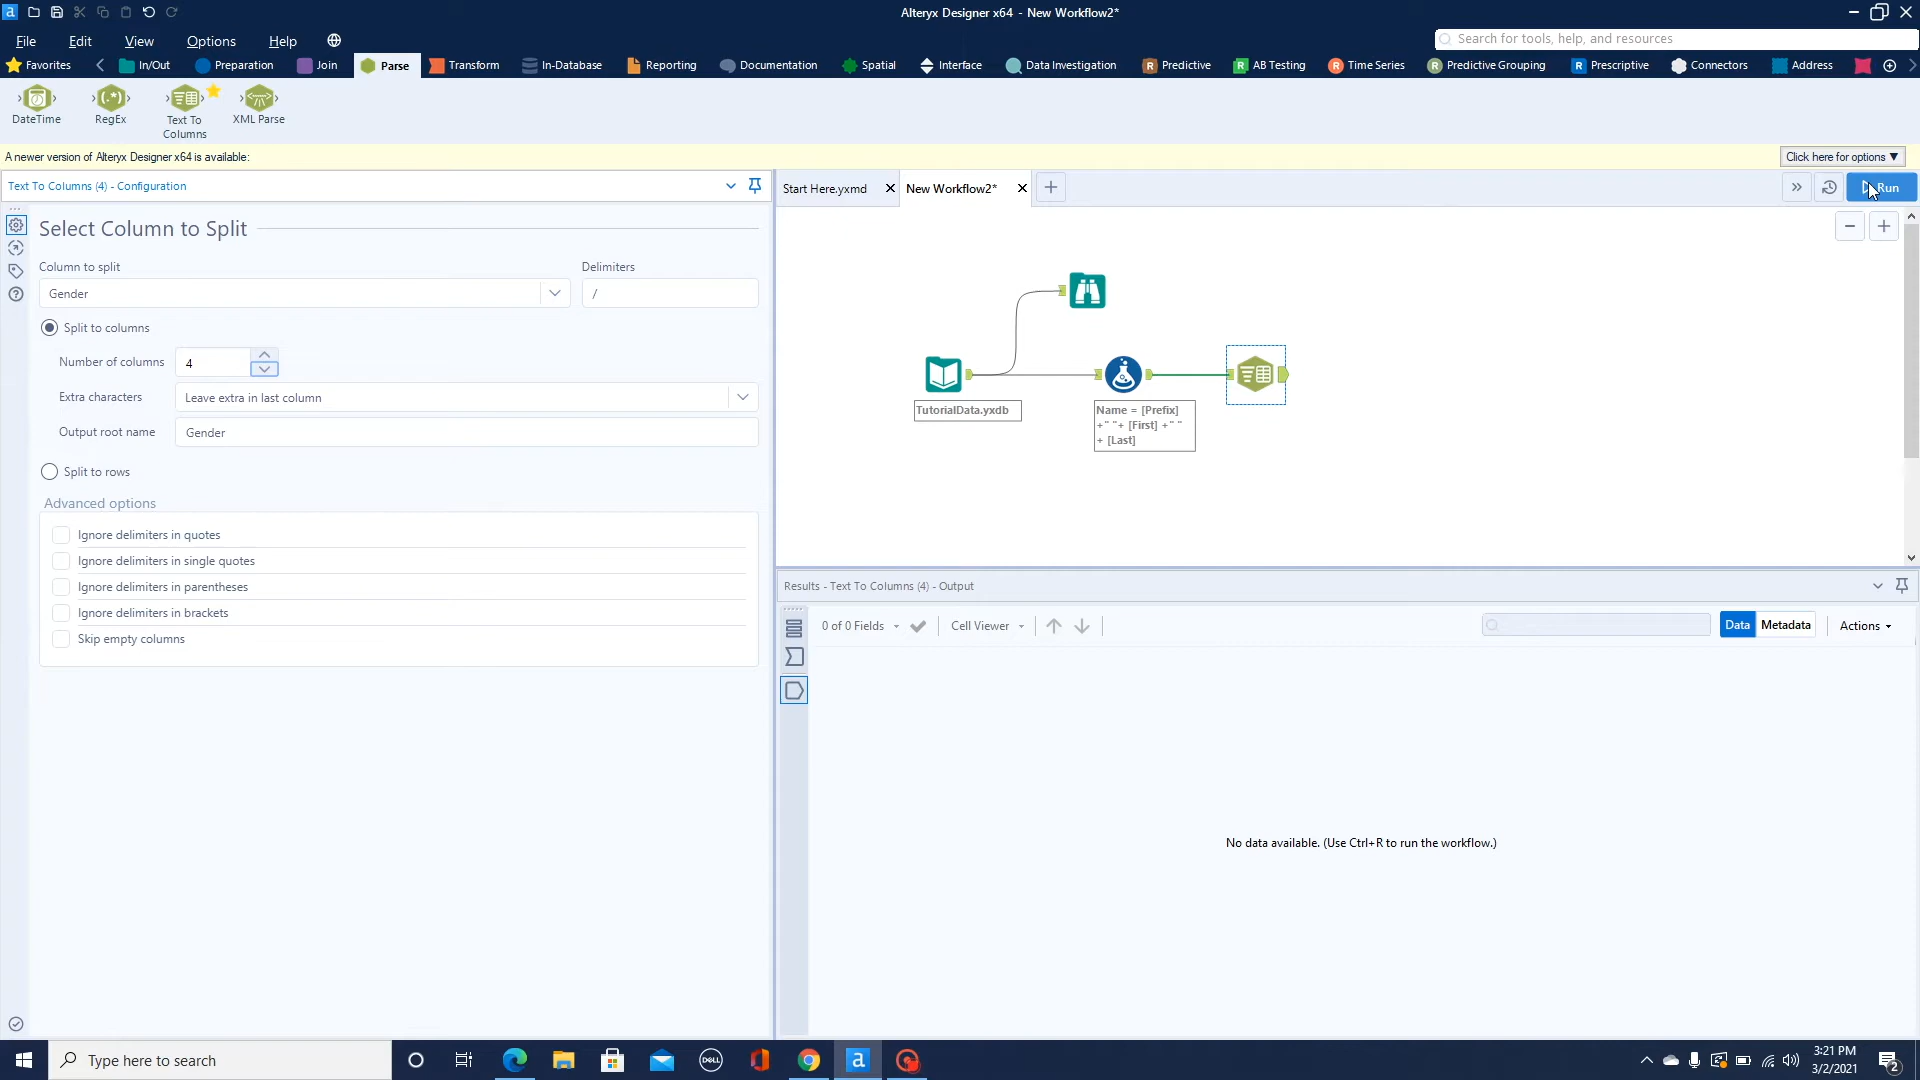 Alteryx Designer x64 - New Workflow2*
File Edit View Options Help
Search for tools, help, and resources
Favorites In/Out Preparation Join Parse Transform In-Database Reporting Documentation Spatial Interface Data Investigation Predictive AB Testing Time Series Predictive Grouping Prescriptive Connectors Address
DateTime RegEx Text To Columns XML Parse
A newer version of Alteryx Designer x64 is available:
Click here for options ▼
Text To Columns (4) - Configuration
Start Here.yxmd New Workflow2* Run
Select Column to Split
Column to split Delimiters
Gender /
Split to columns
Number of columns 4
Extra characters Leave extra in last column
Output root name Gender
Split to rows
Advanced options
Ignore delimiters in quotes
Ignore delimiters in single quotes
Ignore delimiters in parentheses
Ignore delimiters in brackets
Skip empty columns
TutorialData.yxdb
Name = [Prefix]
+" "+ [First] +" "
+ [Last]
Results - Text To Columns (4) - Output
0 of 0 Fields Cell Viewer Data Metadata Actions
No data available. (Use Ctrl+R to run the workflow.)
Type here to search
DELL
3:21 PM
3/2/2021
2